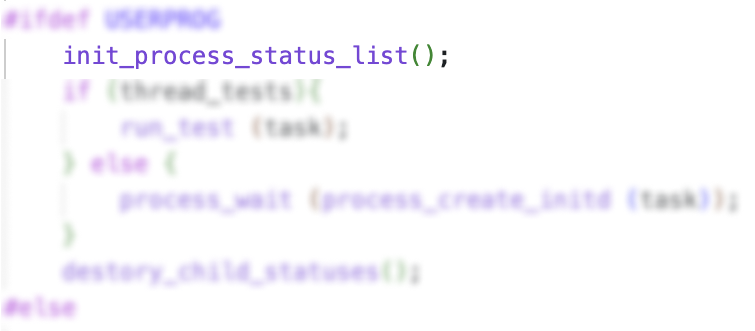 #ifdef USERPROG
    init_process_status_list();
    if (thread_tests){
        run_test (task);
    } else {
        process_wait (process_create_initd (task));
    }
    destory_child_statuses();
#else